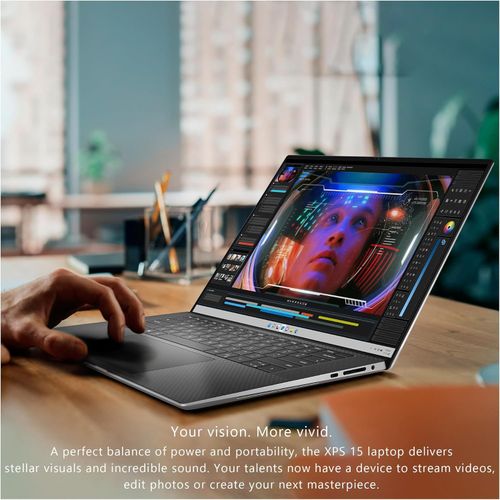 Your vision. More vivid.
A perfect balance of power and portability, the XPS 15 laptop delivers
stellar visuals and incredible sound. Your talents now have a device to stream videos,
edit photos or create your next masterpiece.